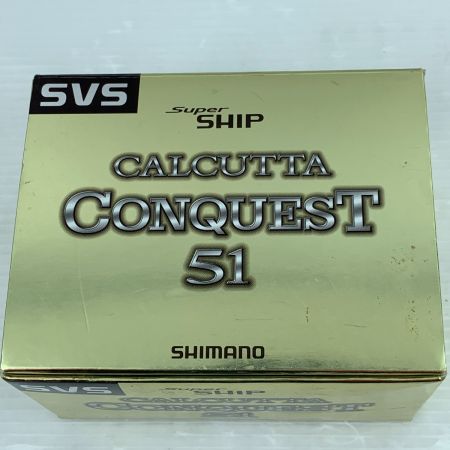 SVS
Super
SHIP
CALCUTTA
CONQUEST
51
SHIMANO
SVS
Super
SHIP
CALCUTTA
CONQUEST
51